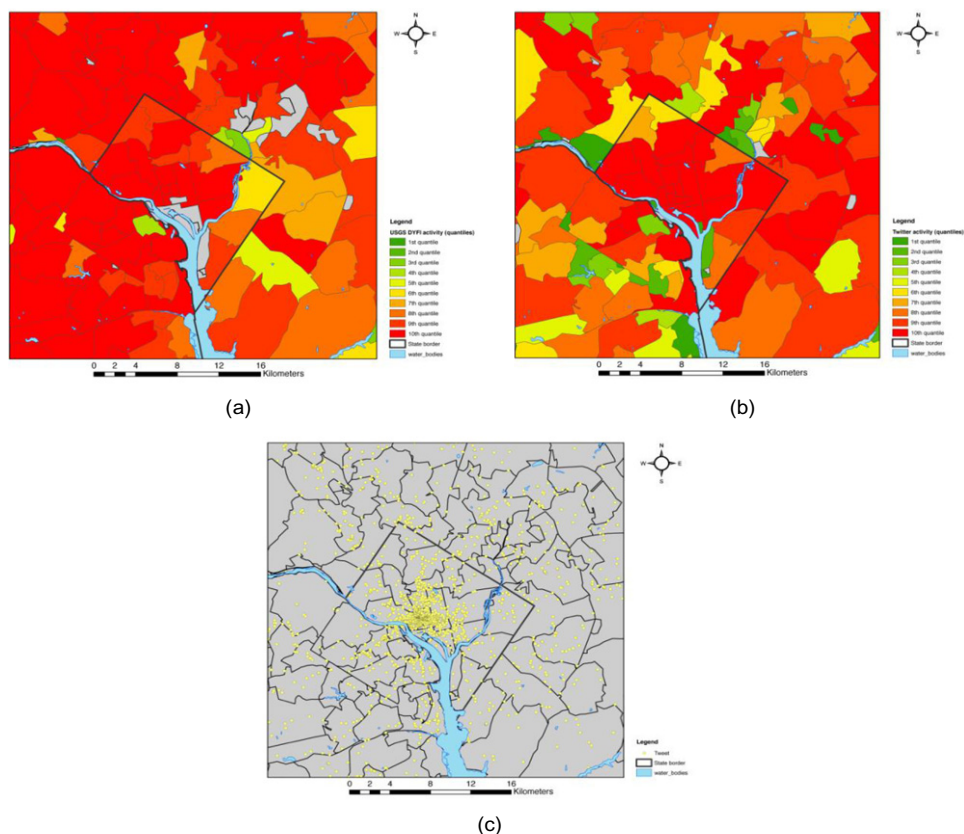 N
W E
S
Legend
USGS DYFI activity (quantiles)
1st quantile
2nd quantile
3rd quantile
4th quantile
5th quantile
6th quantile
7th quantile
8th quantile
9th quantile
10th quantile
State border
water_bodies
0 2 4 8 12 16
Kilometers
(a)
N
W E
S
Legend
Twitter activity (quantiles)
1st quantile
2nd quantile
3rd quantile
4th quantile
5th quantile
6th quantile
7th quantile
8th quantile
9th quantile
10th quantile
State border
water_bodies
0 2 4 8 12 16
Kilometers
(b)
N
W E
S
Legend
Tweet
State border
water_bodies
0 2 4 8 12 16
Kilometers
(c)